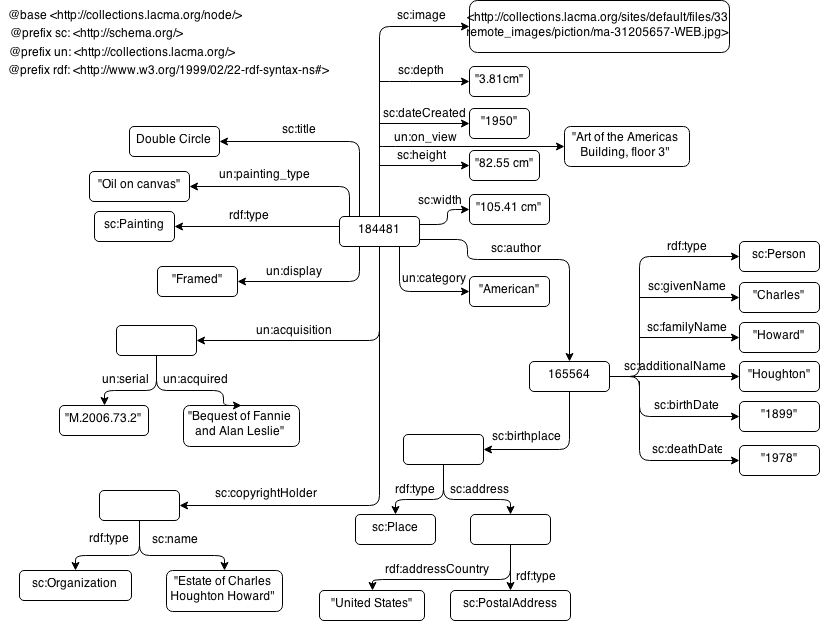 @base <http://collections.lacma.org/node/>
@prefix sc: <http://schema.org/>
@prefix un: <http://collections.lacma.org/>
@prefix rdf: <http://www.w3.org/1999/02/22-rdf-syntax-ns#>
sc:image
<http://collections.lacma.org/sites/default/files/33
remote_images/piction/ma-31205657-WEB.jpg>
sc:depth
"3.81cm"
sc:dateCreated
"1950"
un:on_view
"Art of the Americas
Building, floor 3"
sc:height
"82.55 cm"
sc:width
"105.41 cm"
sc:title
Double Circle
un:painting_type
"Oil on canvas"
rdf:type
sc:Painting
184481
un:display
"Framed"
un:category
"American"
sc:author
165564
rdf:type
sc:Person
sc:givenName
"Charles"
sc:familyName
"Howard"
sc:additionalName
"Houghton"
sc:birthDate
"1899"
sc:deathDate
"1978"
un:acquisition
un:serial
un:acquired
"M.2006.73.2"
"Bequest of Fannie
and Alan Leslie"
sc:birthplace
rdf:type
sc:address
sc:Place
rdf:addressCountry
rdf:type
"United States"
sc:PostalAddress
sc:copyrightHolder
rdf:type
sc:name
sc:Organization
"Estate of Charles
Houghton Howard"